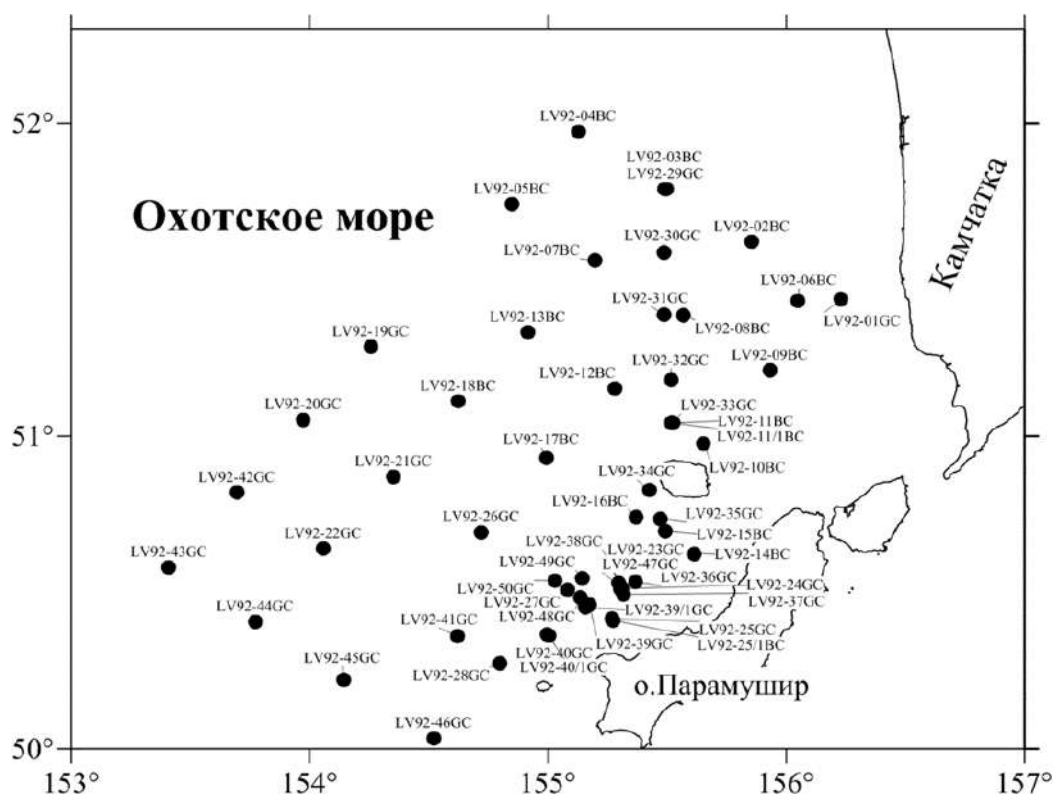 52°
LV92-04BC
LV92-03BC
LV92-29GC
LV92-05BC
Охотское море
LV92-30GC
LV92-02BC
LV92-07BC
Камчатка
LV92-06BC
LV92-31GC
LV92-01GC
LV92-13BC
LV92-08BC
LV92-19GC
LV92-32GC
LV92-09BC
LV92-12BC
LV92-18BC
LV92-20GC
LV92-33GC
LV92-11BC
51°
LV92-11/1BC
LV92-17BC
LV92-21GC
LV92-34GC
LV92-10BC
LV92-42GC
LV92-16BC
LV92-26GC
LV92-35GC
LV92-15BC
LV92-22GC
LV92-38GC
LV92-23GC
LV92-14BC
LV92-43GC
LV92-49GC
LV92-47GC
LV92-36GC
LV92-24GC
LV92-50GC
LV92-27GC
LV92-37GC
LV92-44GC
LV92-48GC
LV92-39/1GC
LV92-41GC
LV92-25GC
LV92-39GC
LV92-25/1BC
LV92-40GC
LV92-40/1GC
LV92-45GC
LV92-28GC
о.Парамушир
LV92-46GC
50°
153°
154°
155°
156°
157°